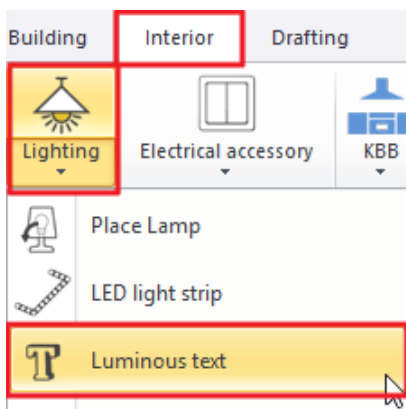 Building Interior Drafting
Lighting Electrical accessory KBB
Place Lamp
LED light strip
Luminous text